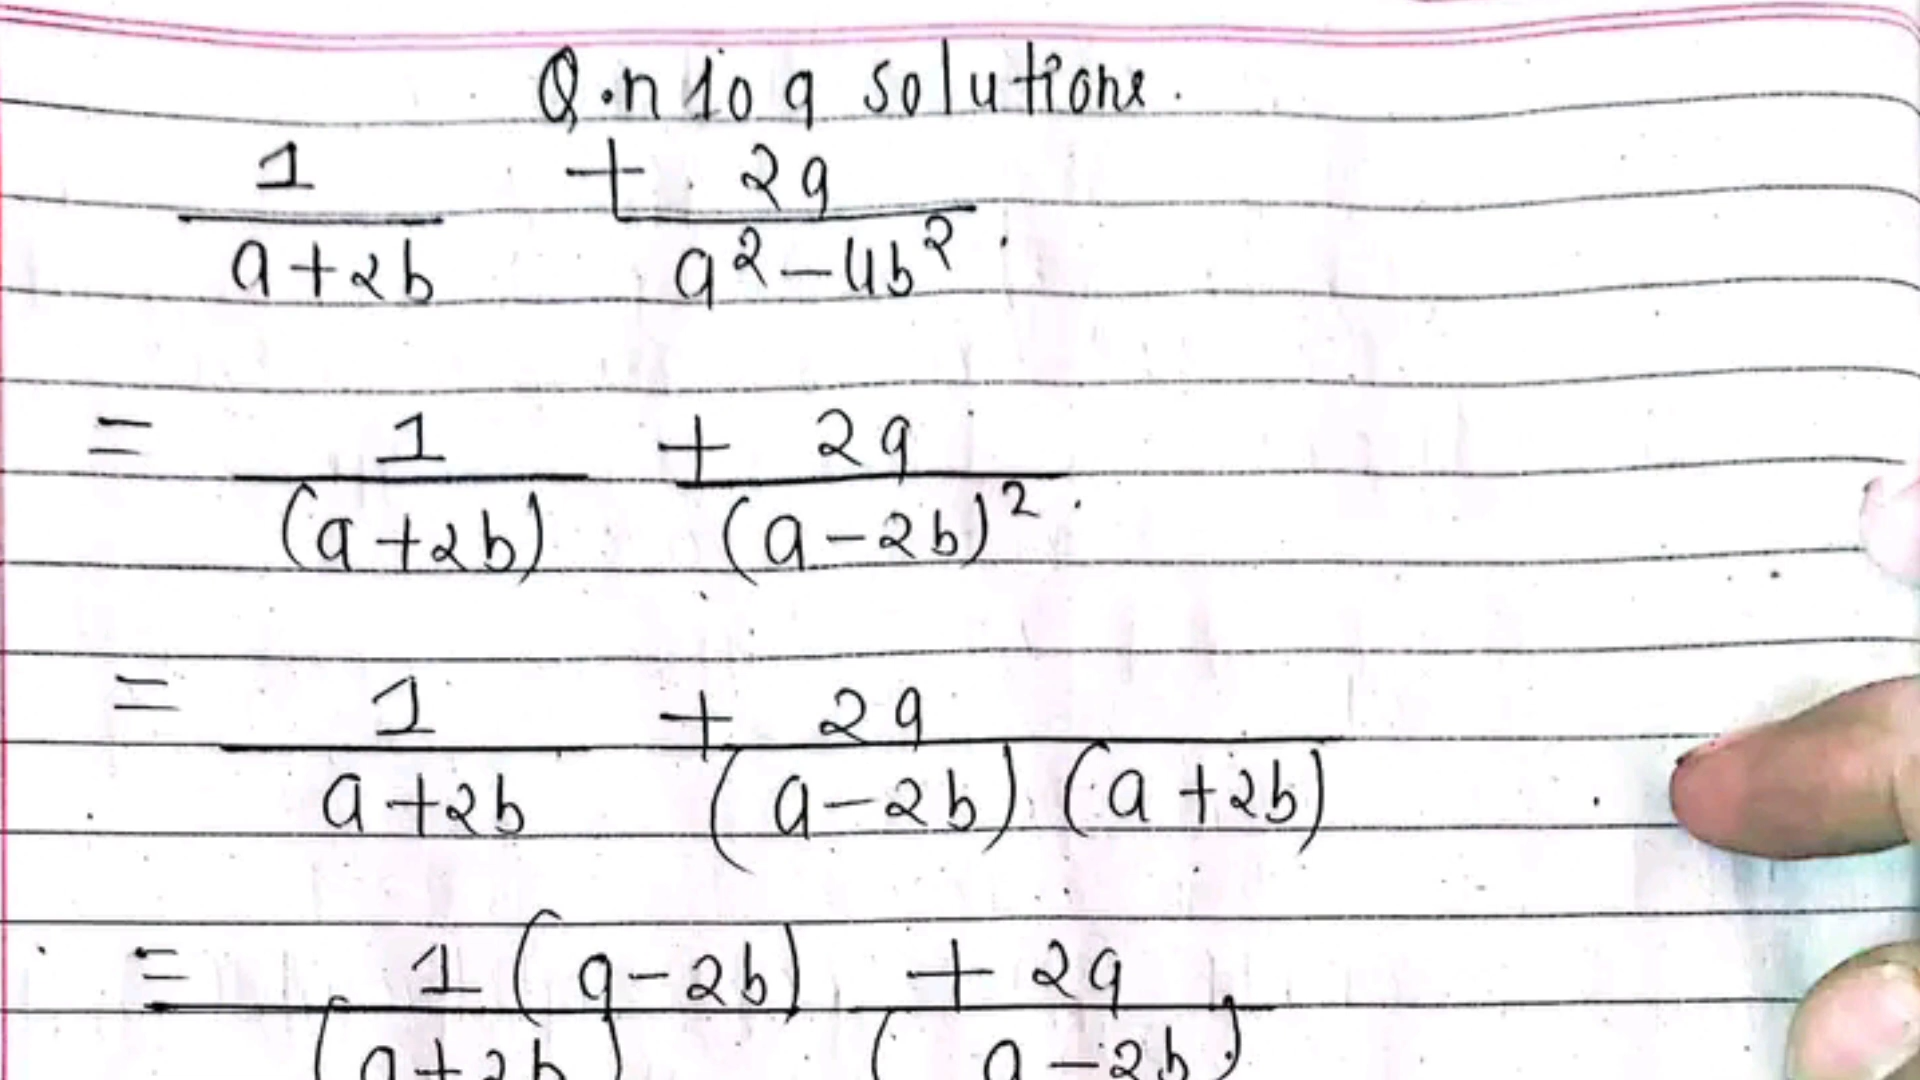 Q.n 10 a solutions.
1/(a+2b) + 2a/(a²-4b²)
= 1/(a+2b) + 2a/(a-2b)²
= 1/(a+2b) + 2a/((a-2b)(a+2b))
= 1(a-2b) + 2a
(a+2b) (a-2b)